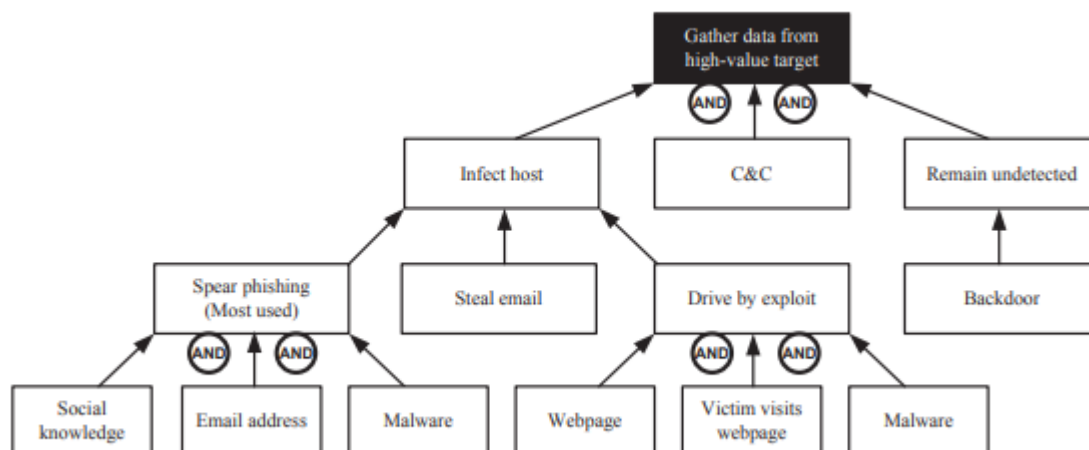 Gather data from
high-value target
AND
AND
Infect host
C&C
Remain undetected
Spear phishing
(Most used)
Steal email
Drive by exploit
Backdoor
AND
AND
AND
AND
Social
knowledge
Email address
Malware
Webpage
Victim visits
webpage
Malware